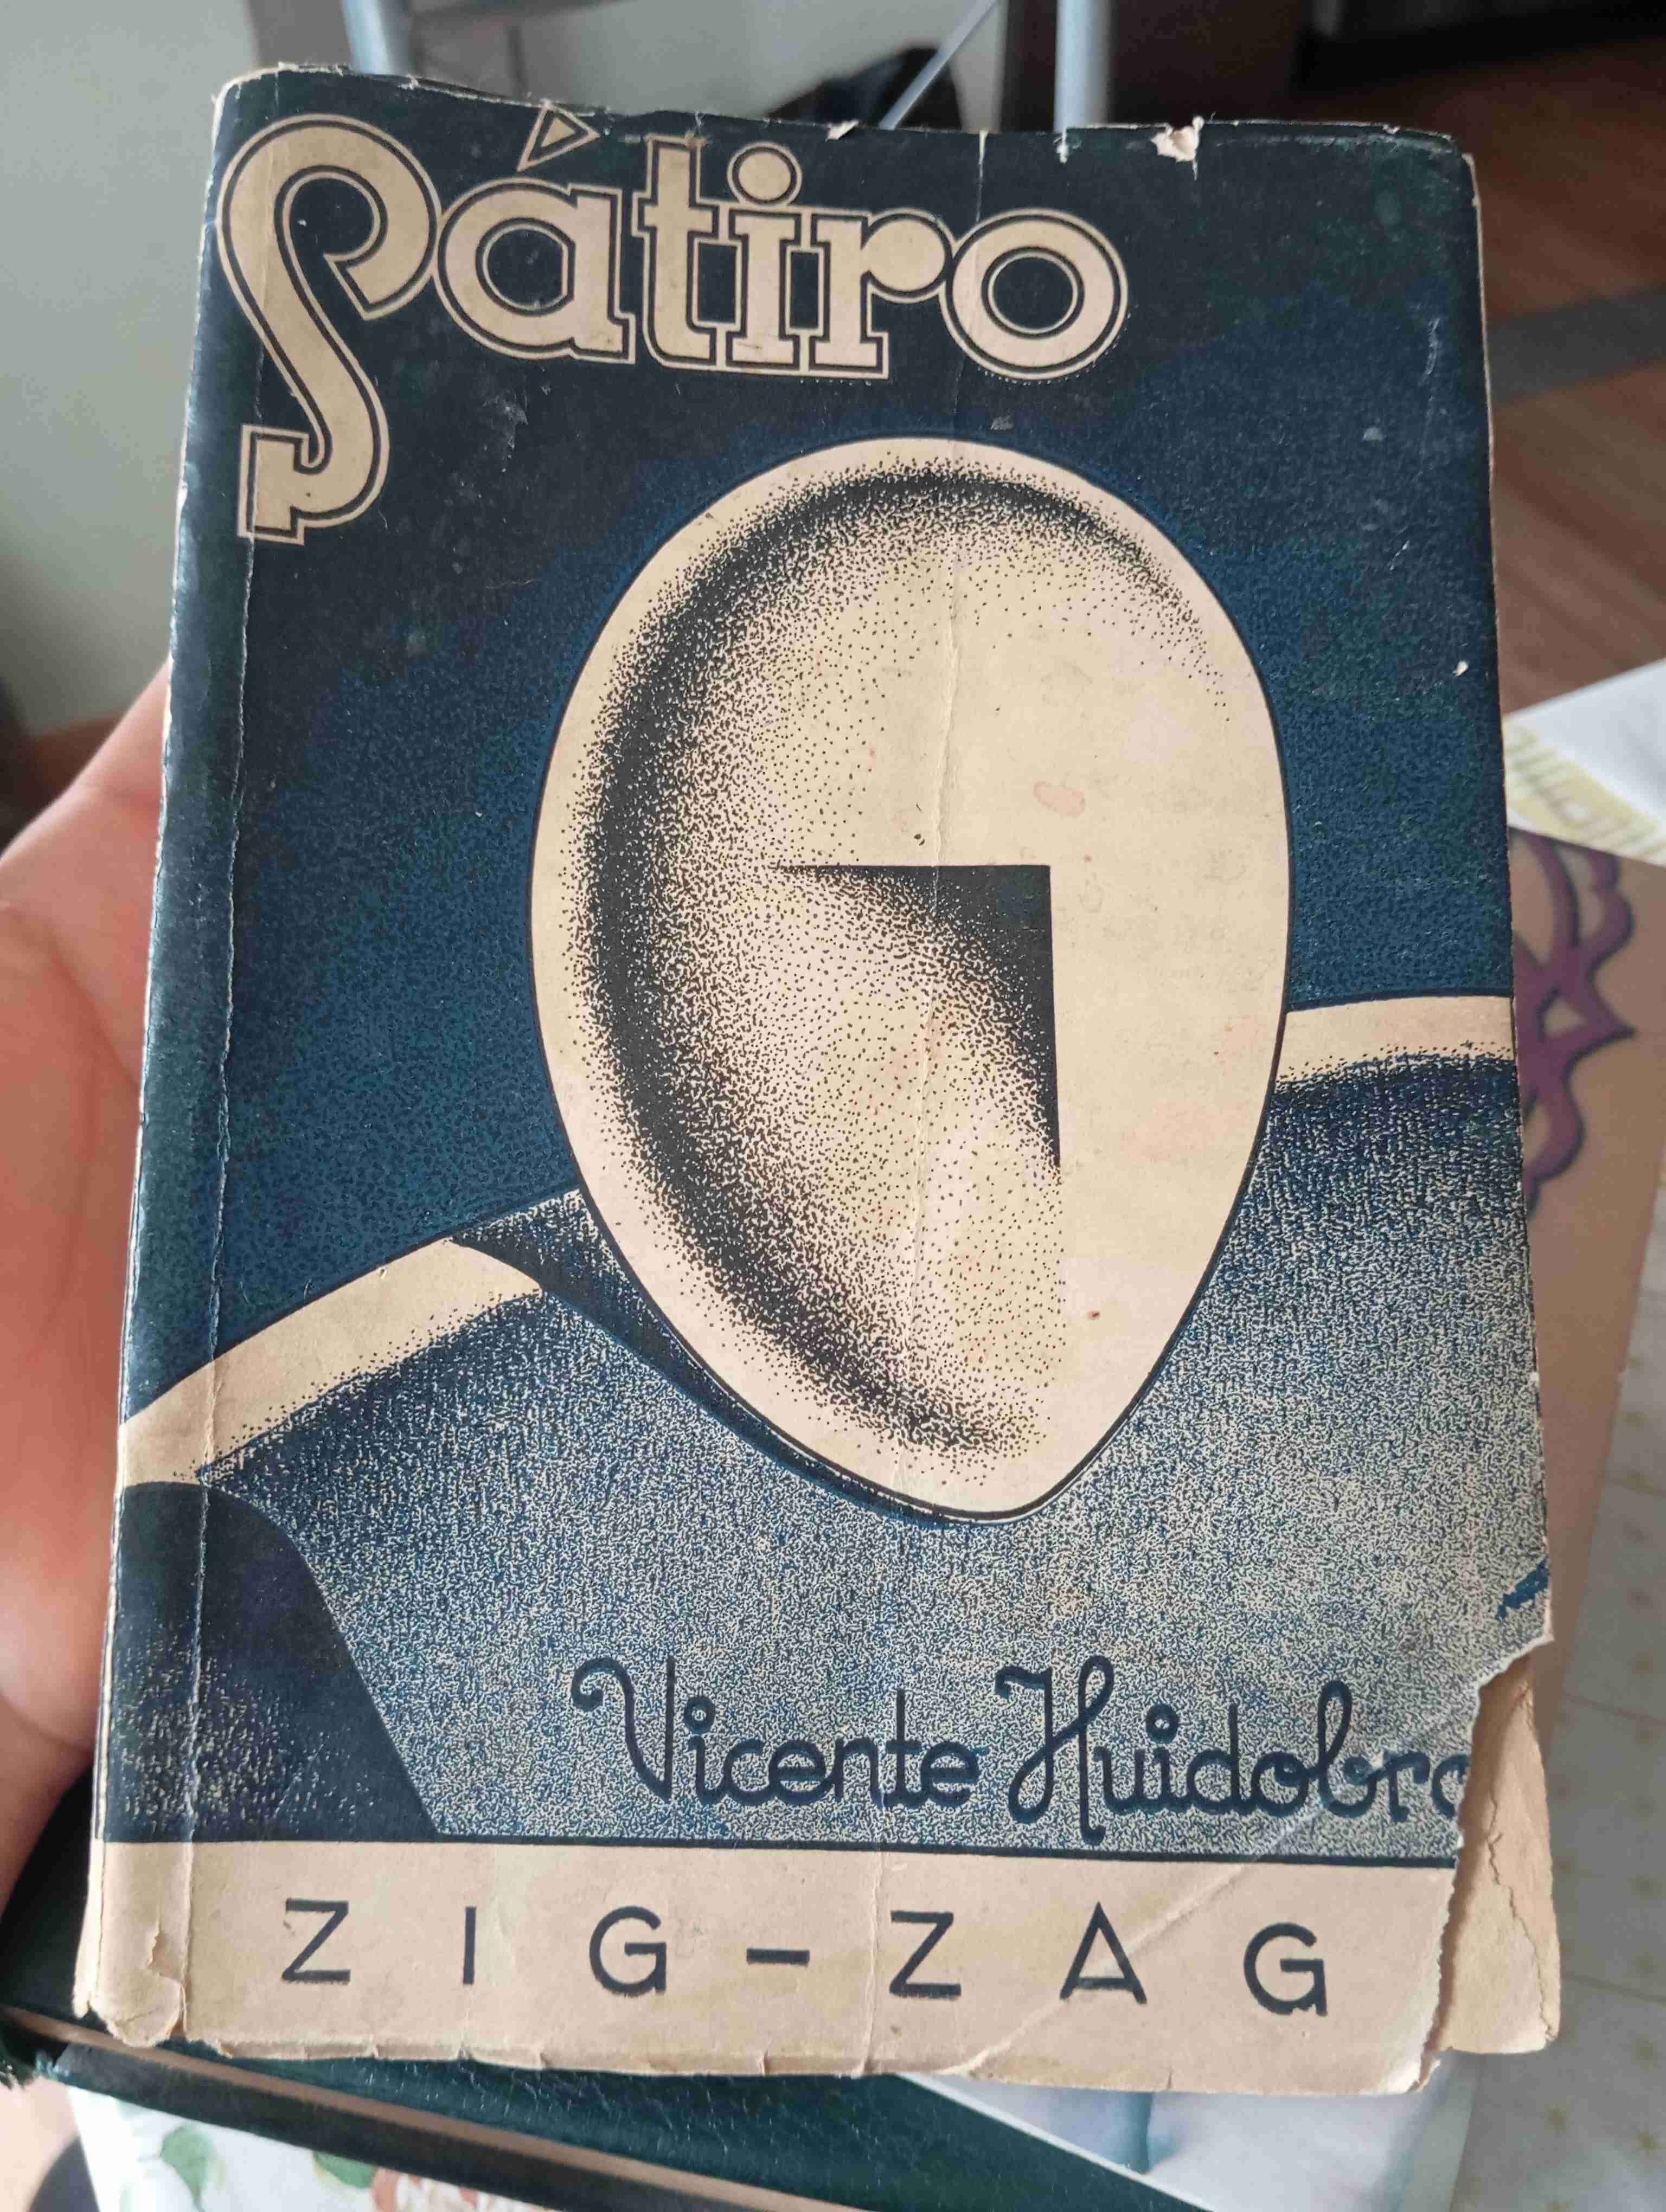 Sátiro
Vicente Huidobro
ZIG-ZAG